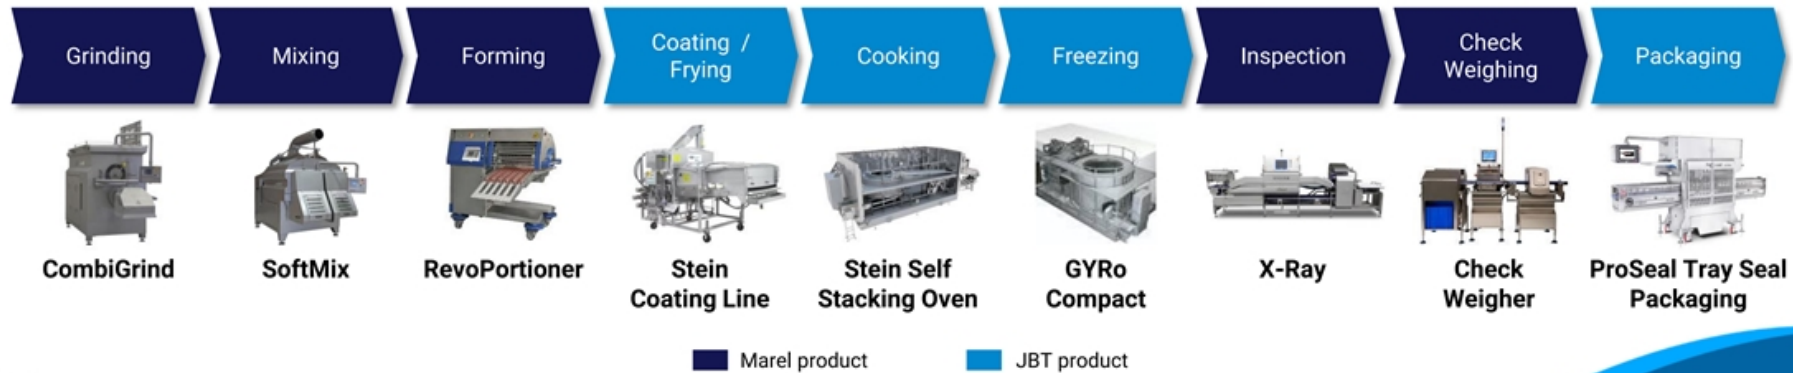 Grinding
Mixing
Forming
Coating /
Frying
Cooking
Freezing
Inspection
Check
Weighing
Packaging
CombiGrind
SoftMix
RevoPortioner
Stein
Coating Line
Stein Self
Stacking Oven
GYRo
Compact
X-Ray
Check
Weigher
ProSeal Tray Seal
Packaging
Marel product
JBT product